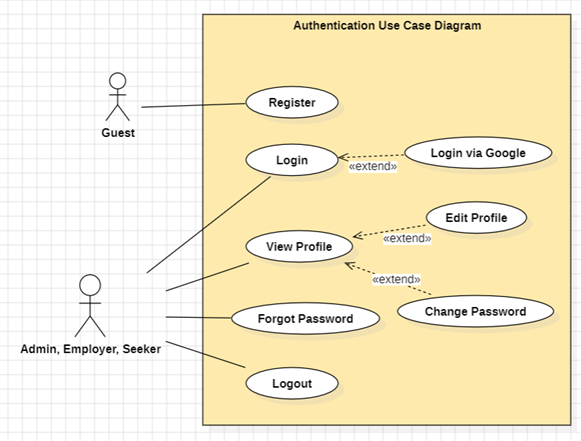 Authentication Use Case Diagram
Register
Guest
Login
«extend»
Login via Google
Edit Profile
«extend»
View Profile
«extend»
Change Password
Forgot Password
Admin, Employer, Seeker
Logout